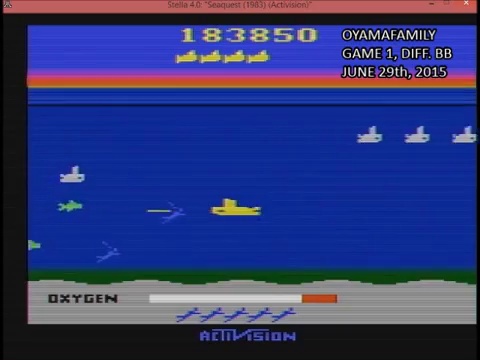 Stella 4.0: "Seaquest (1983) (Activision)"
183850
OYAMAFAMILY
GAME 1, DIFF. BB
JUNE 29th, 2015
OXYGEN
ACTIVISION